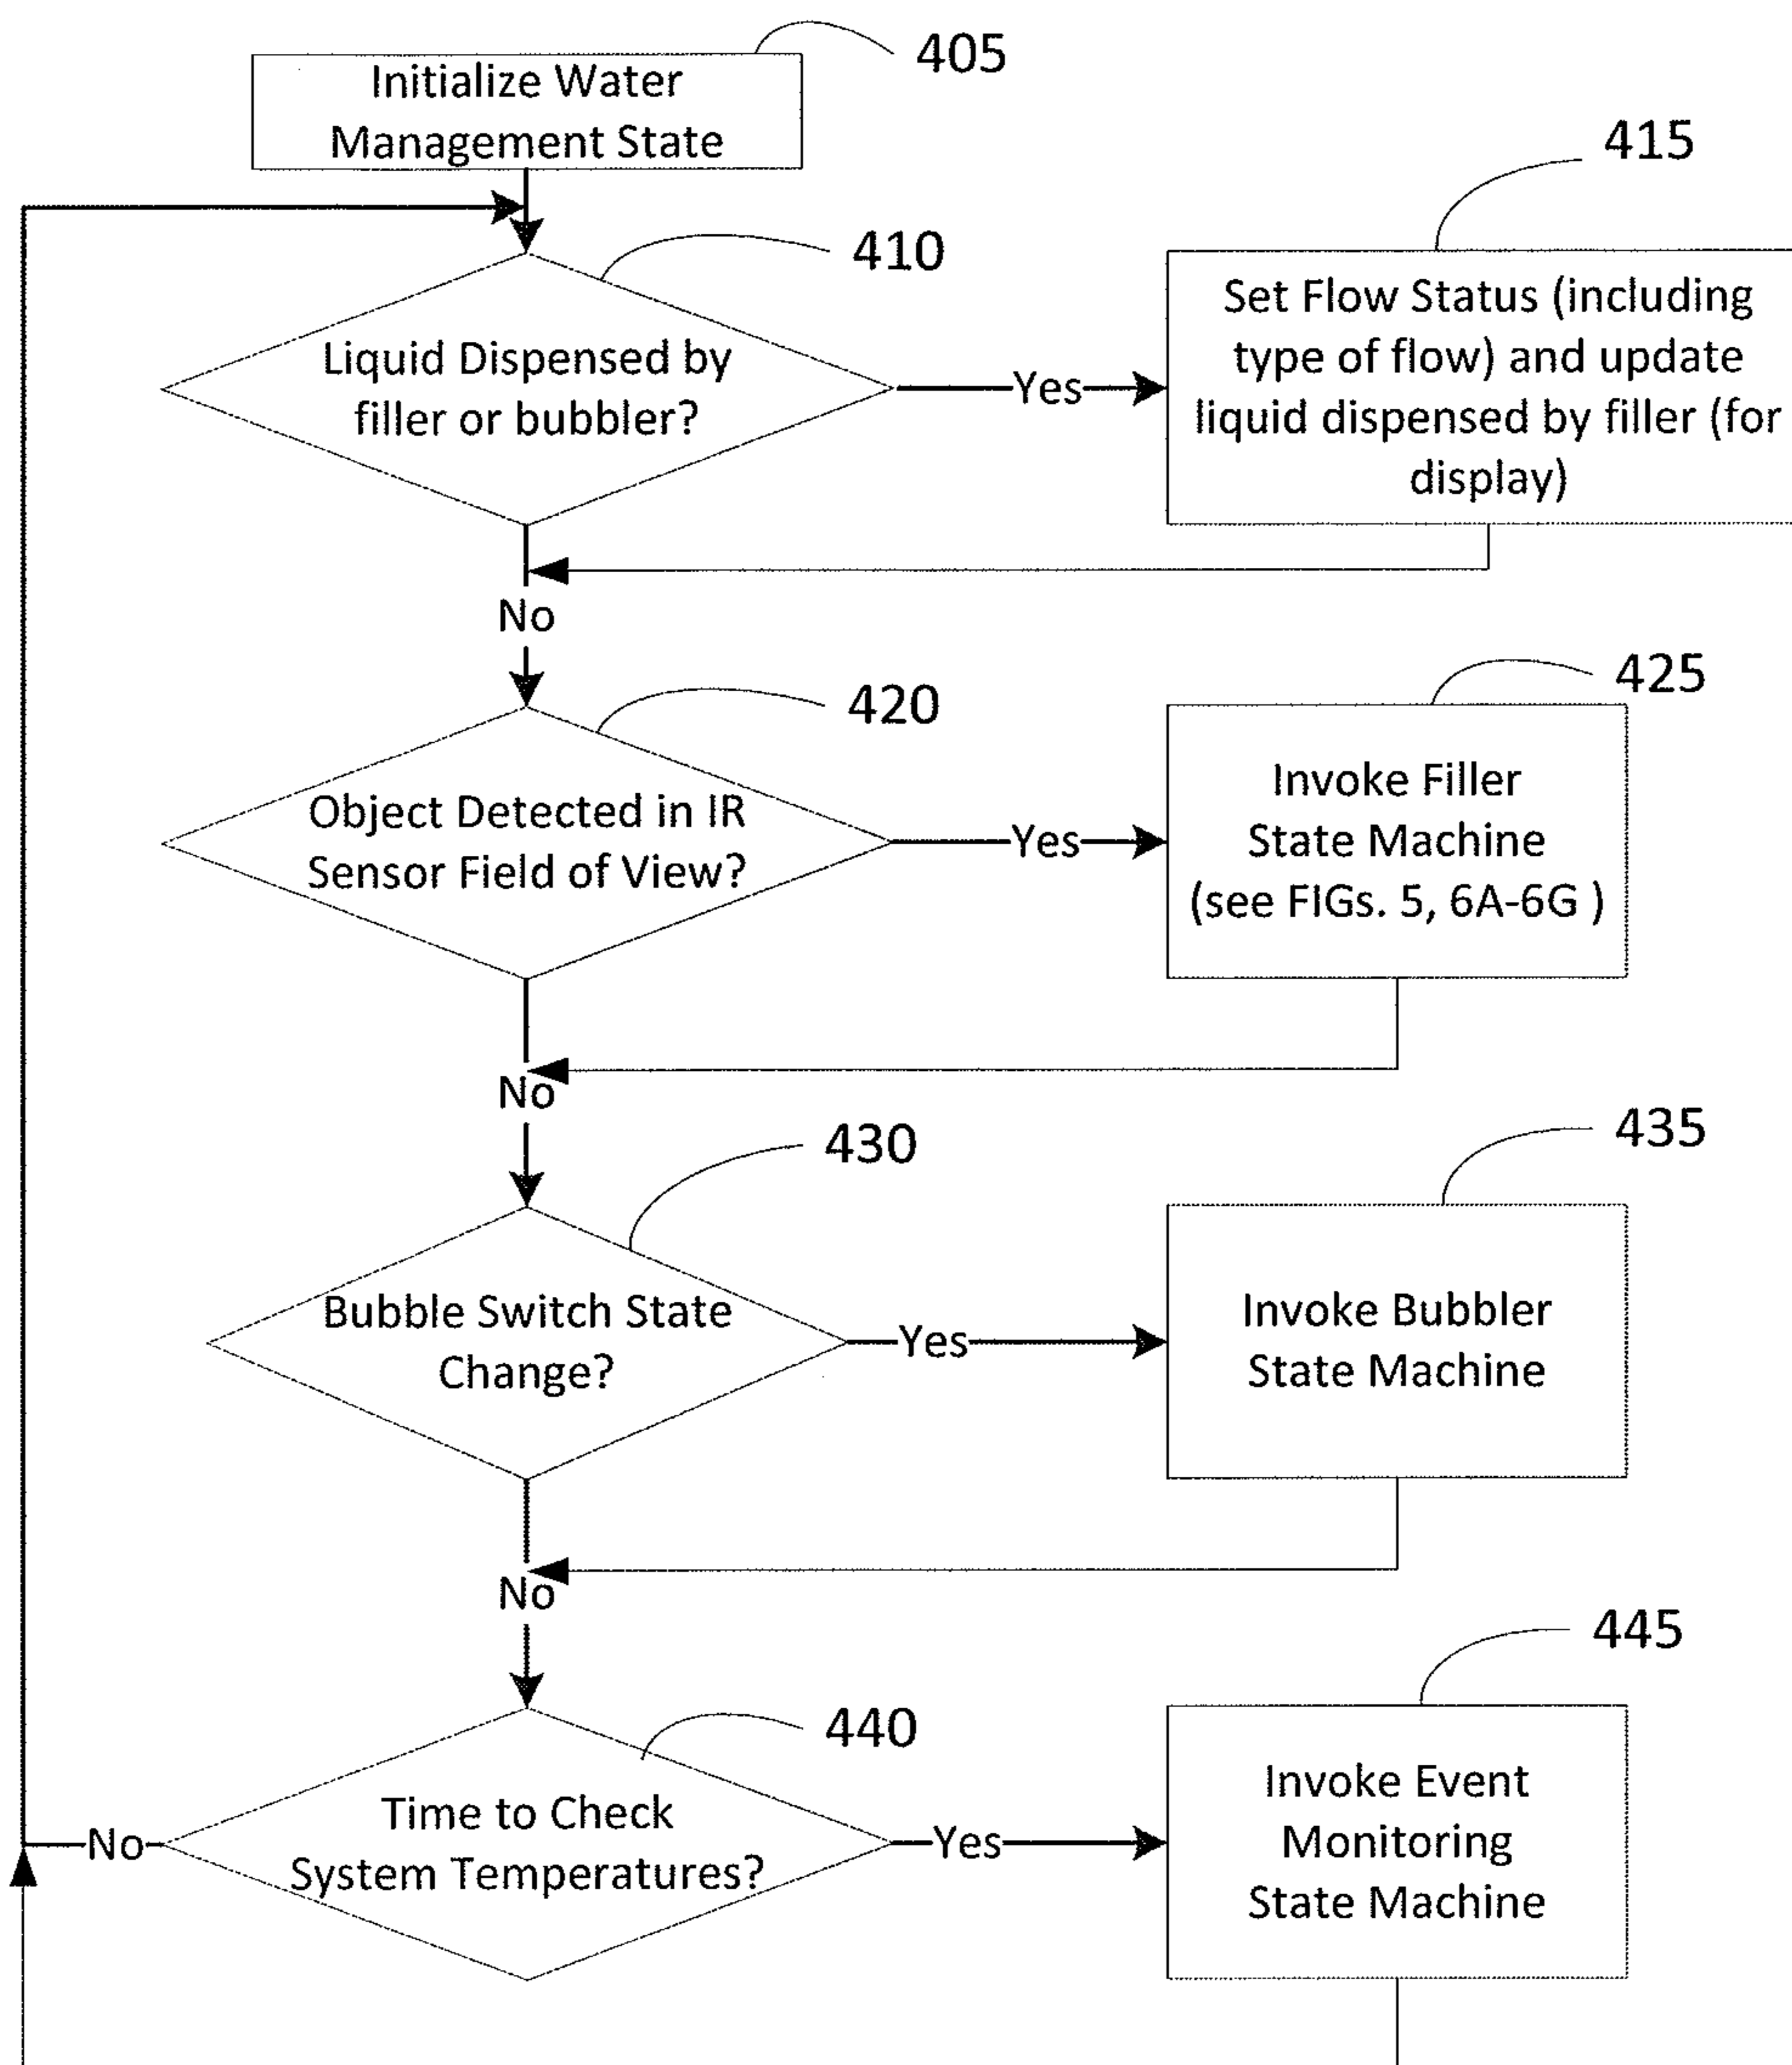 405
Initialize Water
Management State
415
410
Set Flow Status (including
type of flow) and update
liquid dispensed by filler (for
display)
Liquid Dispensed by
filler or bubbler?
Yes
No
420
425
Object Detected in IR
Sensor Field of View?
Yes
Invoke Filler
State Machine
(see FIGs. 5, 6A-6G )
No
430
435
Bubble Switch State
Change?
Yes
Invoke Bubbler
State Machine
No
440
445
Time to Check
System Temperatures?
No
Yes
Invoke Event
Monitoring
State Machine